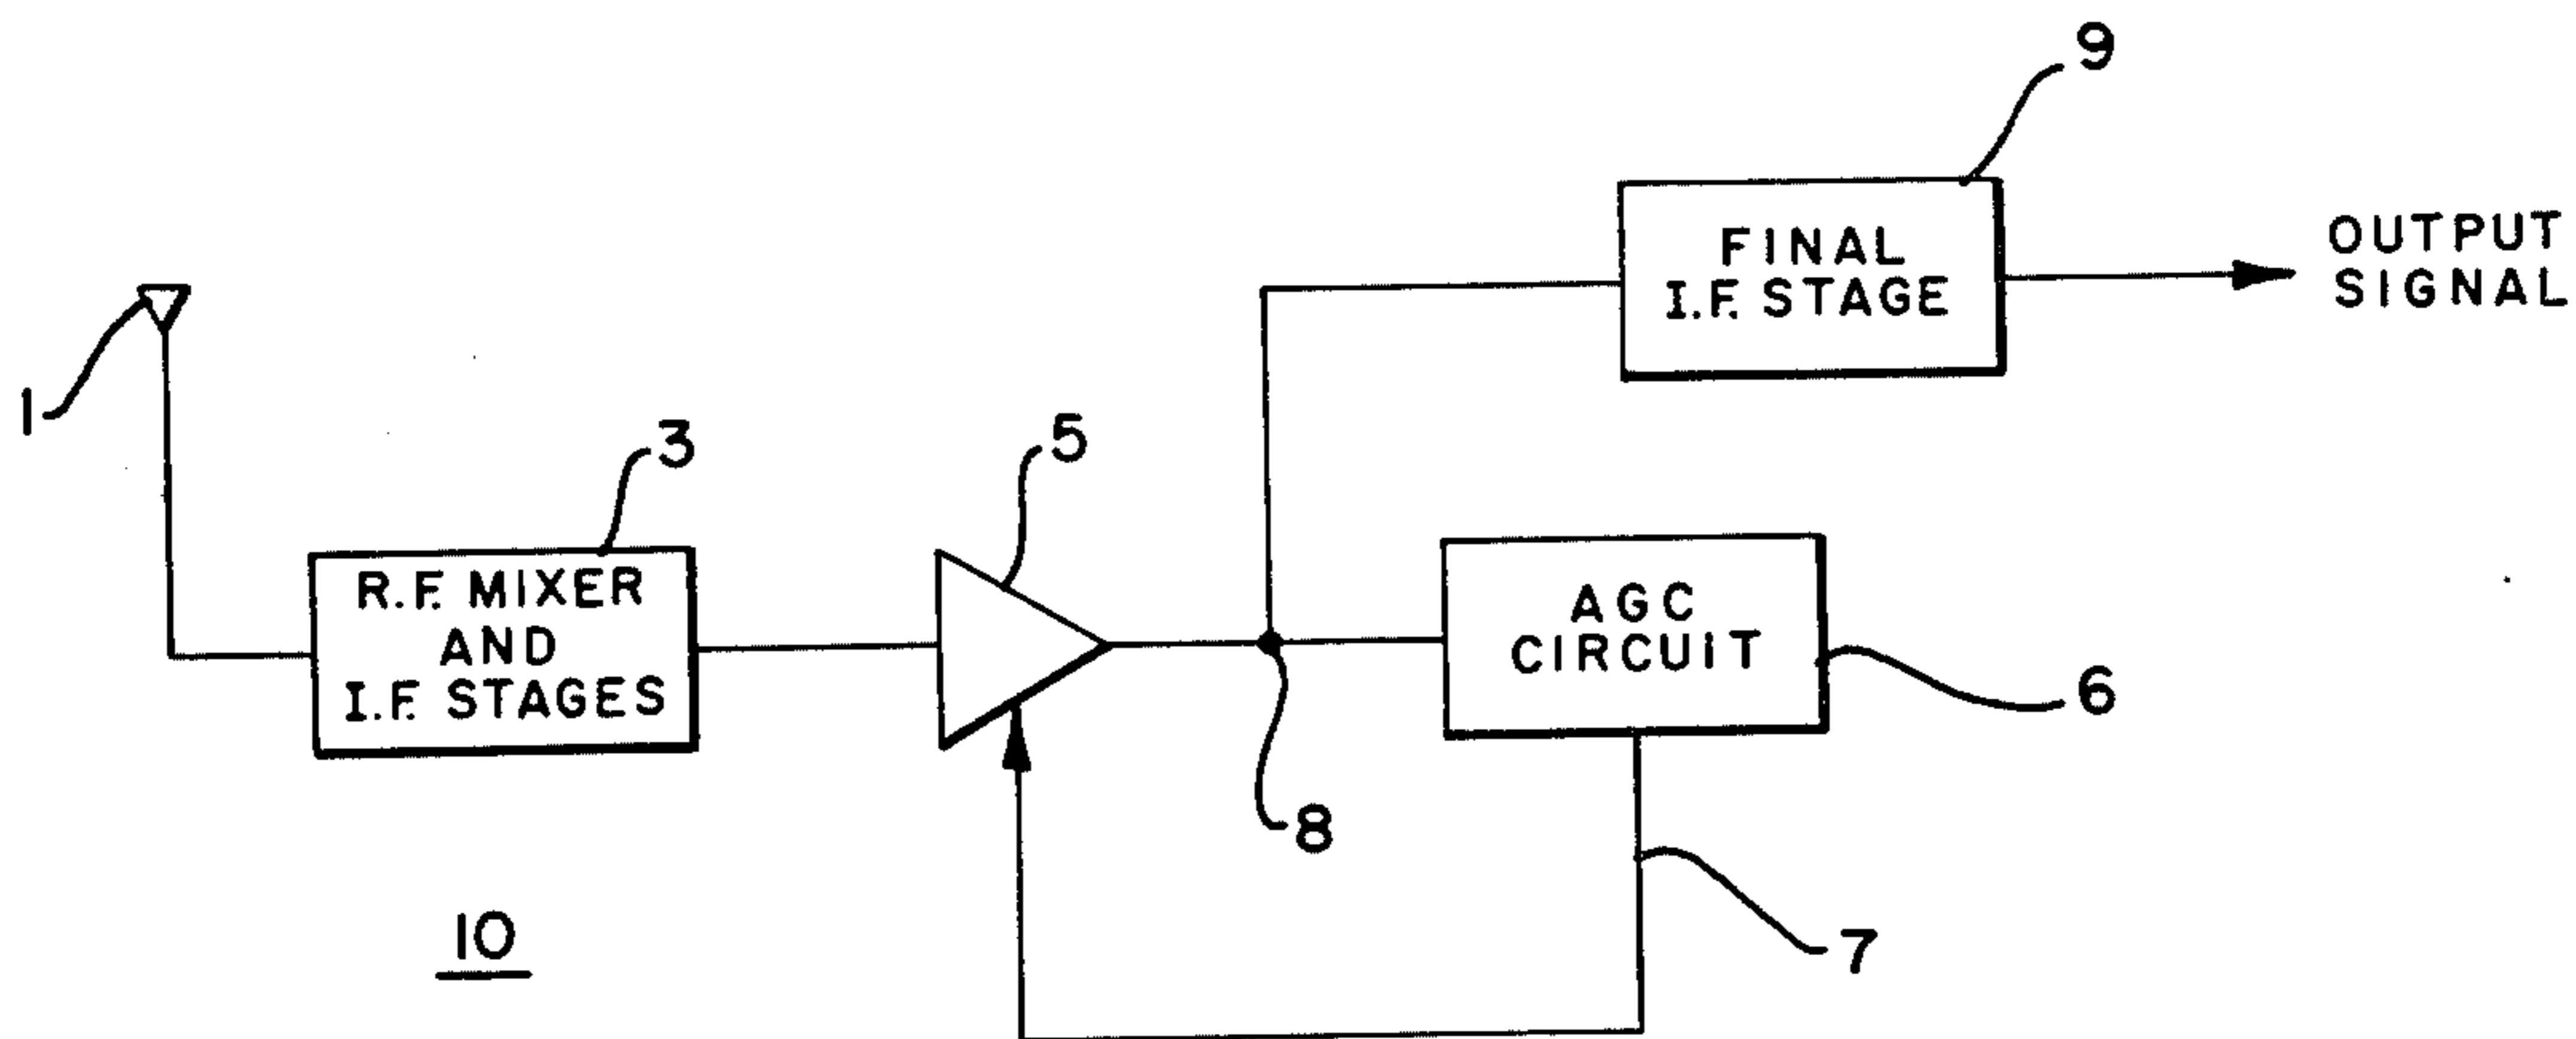 9
FINAL
I.F. STAGE
OUTPUT
SIGNAL
1
3
R.F. MIXER
AND
I.F. STAGES
5
AGC
CIRCUIT
6
8
7
10